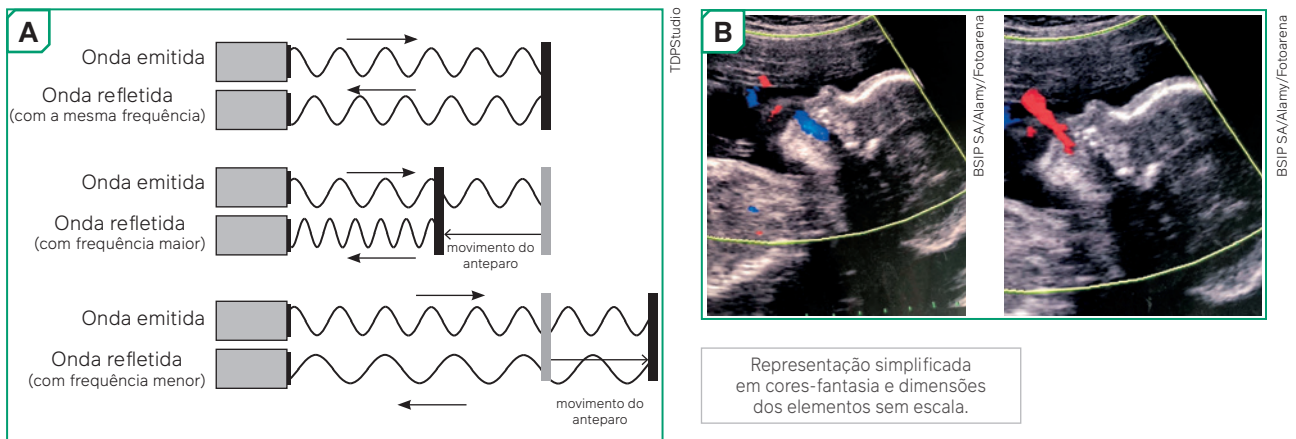 A
Onda emitida
Onda refletida
(com a mesma frequência)
Onda emitida
Onda refletida
(com frequência maior)
movimento do
anteparo
Onda emitida
Onda refletida
(com frequência menor)
movimento do
anteparo
TDPStudio
B
BSIP SA/Alamy/Fotoarena
BSIP SA/Alamy/Fotoarena
Representação simplificada
em cores-fantasia e dimensões
dos elementos sem escala.